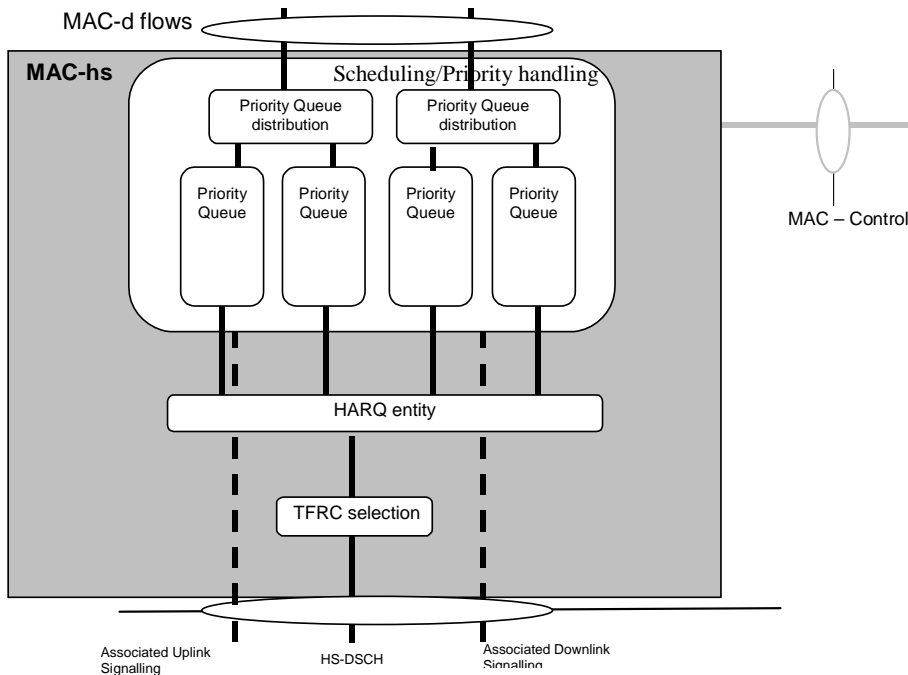 MAC-d flows
MAC-hs
Scheduling/Priority handling
Priority Queue
distribution
Priority Queue
distribution
Priority
Queue
Priority
Queue
Priority
Queue
Priority
Queue
MAC – Control
HARQ entity
TFRC selection
Associated Uplink
Signalling
HS-DSCH
Associated Downlink
Signalling